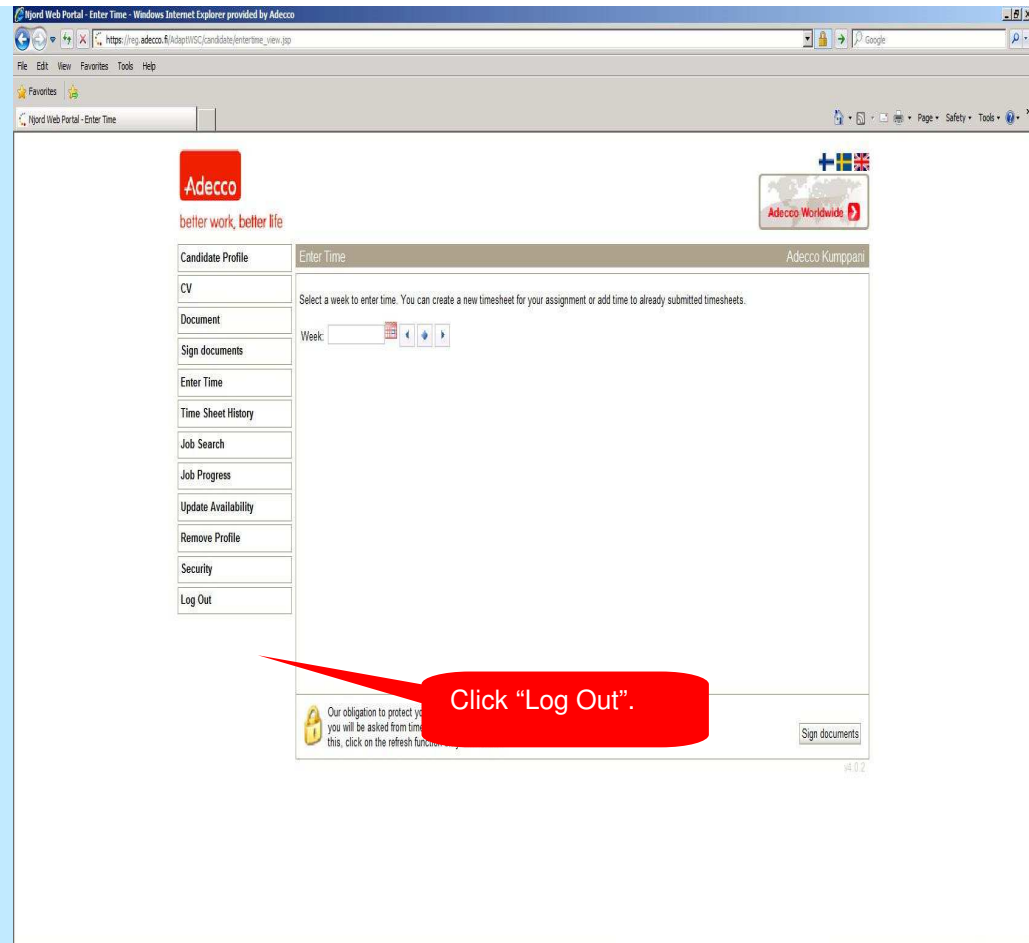 Njord Web Portal - Enter Time - Windows Internet Explorer provided by Adecco
https://reg.adecco.fi/AdaptWSC/candidate/entertime_view.jsp
Google
File Edit View Favorites Tools Help
Favorites
Njord Web Portal - Enter Time
Page Safety Tools
Adecco
better work, better life
Adecco Worldwide
Candidate Profile
CV
Document
Sign documents
Enter Time
Time Sheet History
Job Search
Job Progress
Update Availability
Remove Profile
Security
Log Out
Enter Time
Adecco Kumppani
Select a week to enter time. You can create a new timesheet for your assignment or add time to already submitted timesheets.
Week:
Click “Log Out”.
Our obligation to protect
you will be asked from
this, click on the refresh
Sign documents
v4.0.2